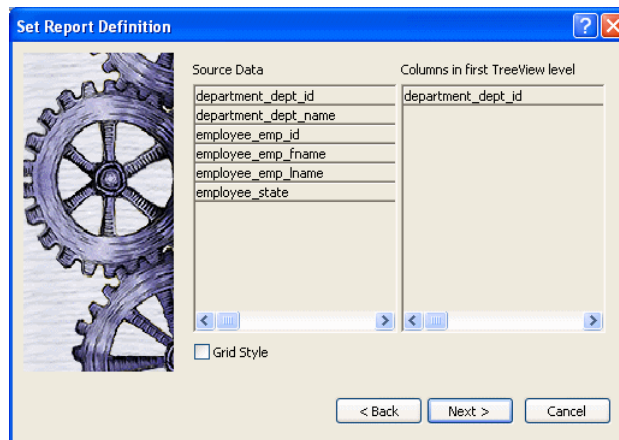 Set Report Definition
Source Data
department_dept_id
department_dept_name
employee_emp_id
employee_emp_fname
employee_emp_lname
employee_state
Columns in first TreeView level
department_dept_id
Grid Style
< Back
Next >
Cancel